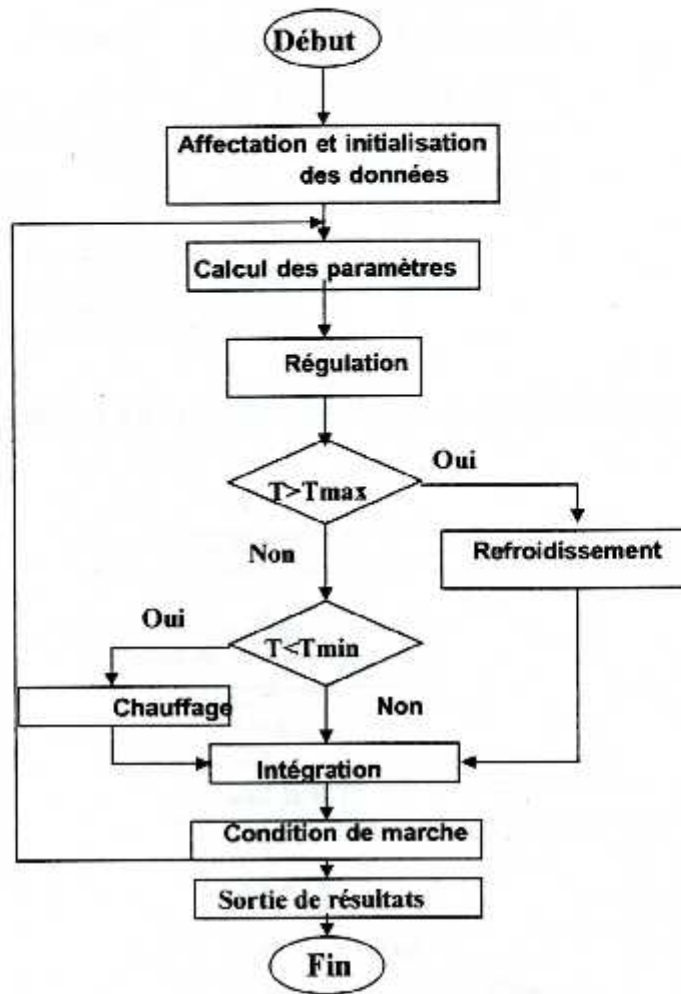 Début
Affectation et initialisation
des données
Calcul des paramètres
Régulation
T>Tmax
Oui
Refroidissement
Non
T<Tmin
Oui
Chauffage
Non
Intégration
Condition de marche
Sortie de résultats
Fin